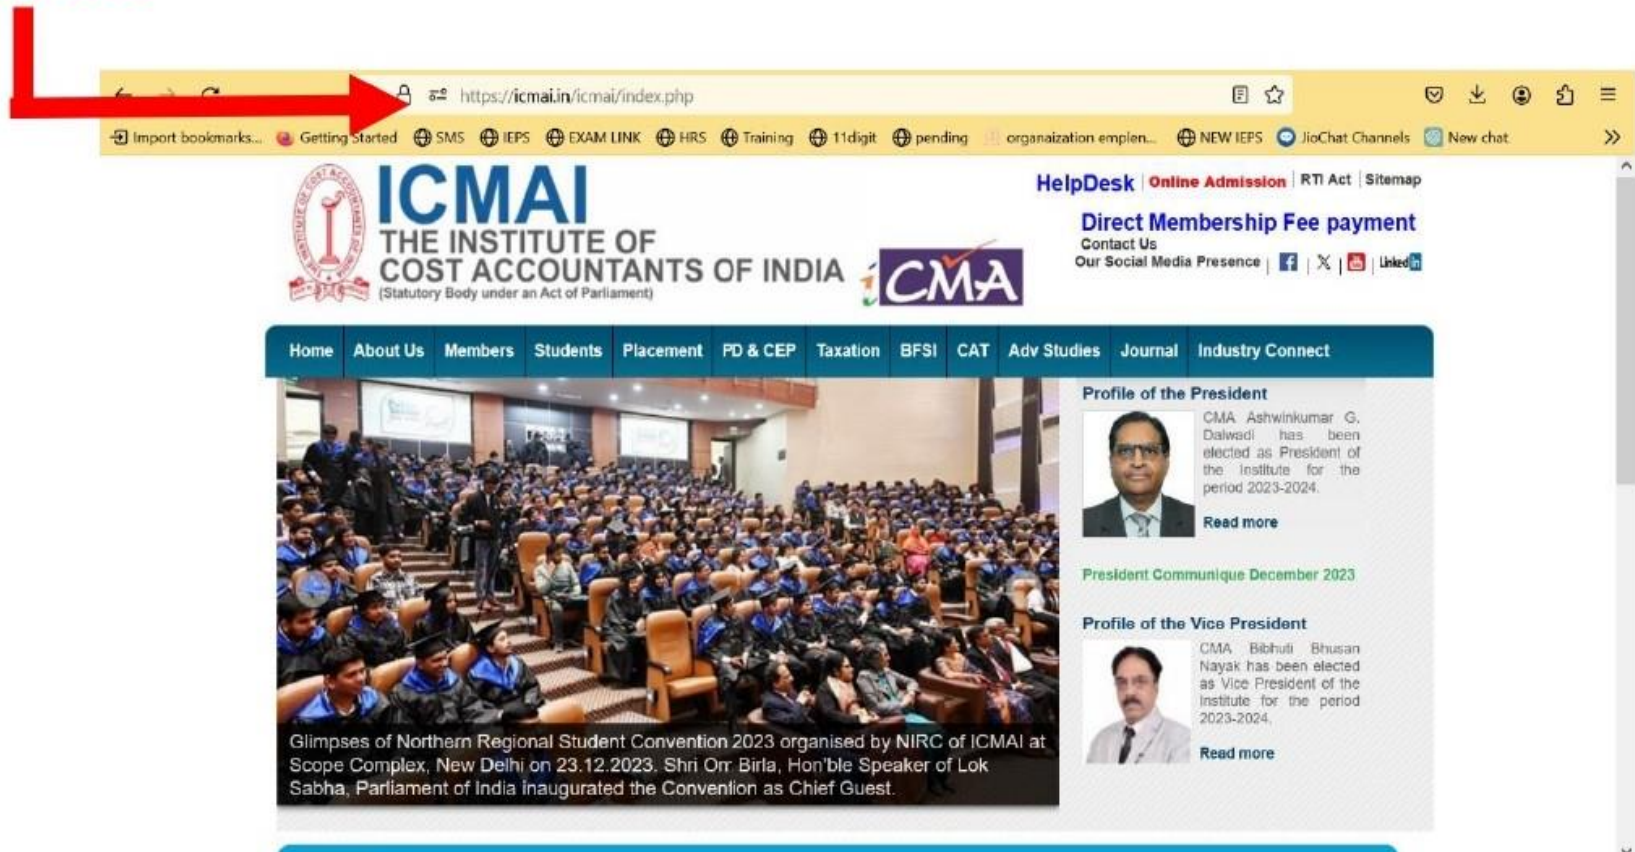 https://icmai.in/icmai/index.php
Import bookmarks... Getting Started SMS IEPS EXAM LINK HRS Training 11digit pending organaization emplen... NEW IEPS JioChat Channels New chat
ICMAI
THE INSTITUTE OF
COST ACCOUNTANTS OF INDIA
(Statutory Body under an Act of Parliament)
iCMA
HelpDesk | Online Admission | RTI Act | Sitemap
Direct Membership Fee payment
Contact Us
Our Social Media Presence | f | X | | Linked in
Home About Us Members Students Placement PD & CEP Taxation BFSI CAT Adv Studies Journal Industry Connect
Glimpses of Northern Regional Student Convention 2023 organised by NIRC of ICMAI at
Scope Complex, New Delhi on 23.12.2023. Shri Om Birla, Hon'ble Speaker of Lok
Sabha, Parliament of India inaugurated the Convention as Chief Guest.
Profile of the President
CMA Ashwinkumar G.
Dalwadi has been
elected as President of
the Institute for the
period 2023-2024.
Read more
President Communique December 2023
Profile of the Vice President
CMA Bibhuti Bhusan
Nayak has been elected
as Vice President of the
Institute for the period
2023-2024.
Read more